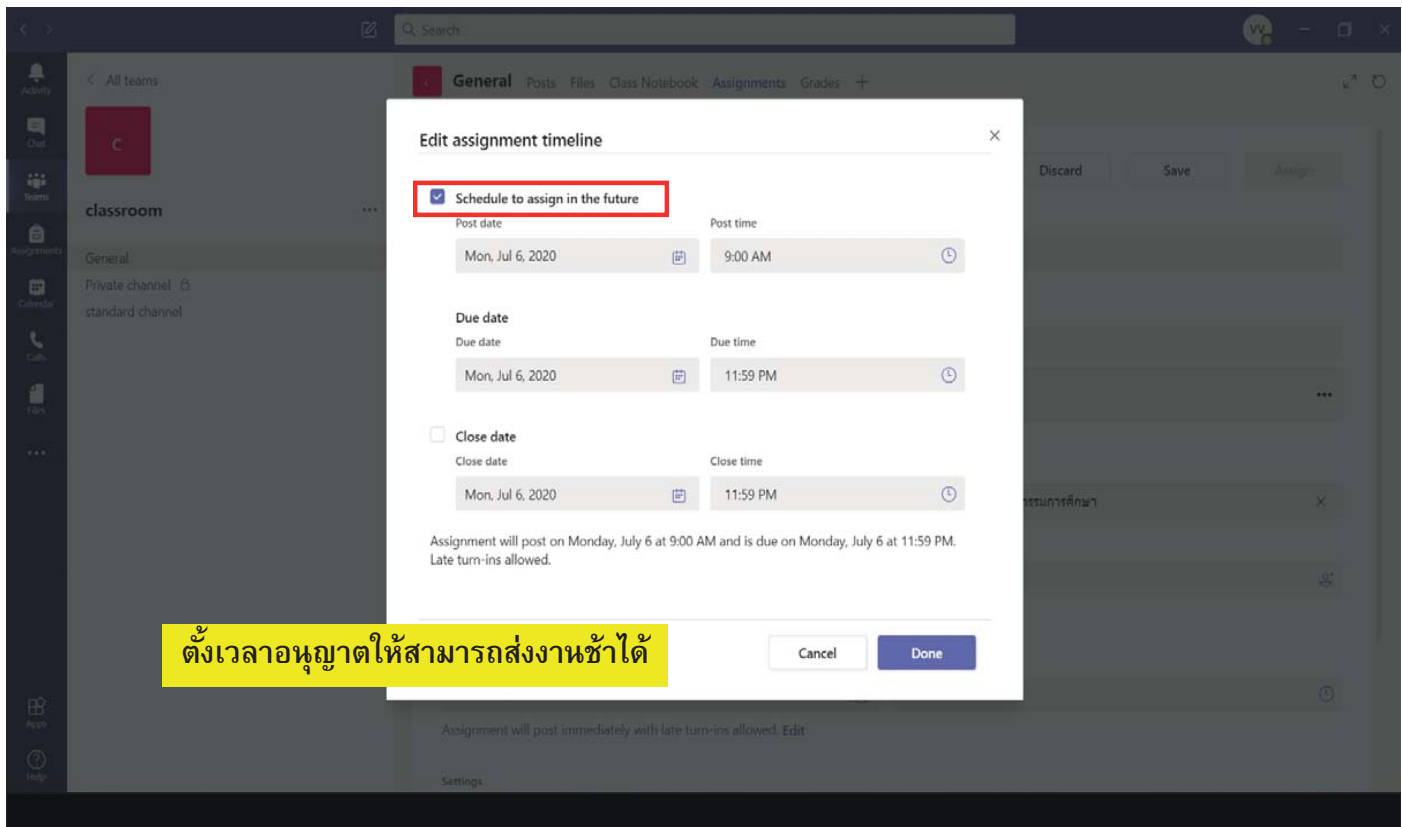 Search
VV
Activity
Chat
Teams
Assignments
Calendar
Calls
Files
Apps
Help
All teams
C
classroom
General
Private channel
standard channel
General Posts Files Class Notebook Assignments Grades
Discard Save Assign
Edit assignment timeline
Schedule to assign in the future
Post date Post time
Mon, Jul 6, 2020 9:00 AM
Due date
Due date Due time
Mon, Jul 6, 2020 11:59 PM
Close date
Close date Close time
Mon, Jul 6, 2020 11:59 PM
Assignment will post on Monday, July 6 at 9:00 AM and is due on Monday, July 6 at 11:59 PM.
Late turn-ins allowed.
ตั้งเวลาอนุญาตให้สามารถส่งงานช้าได้
Cancel Done
Assignment will post immediately with late turn-ins allowed. Edit
Settings